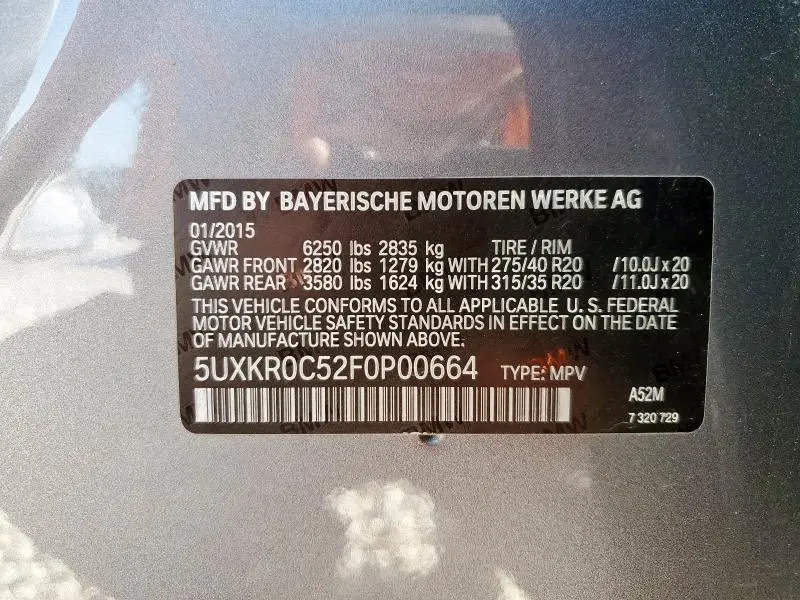 MFD BY BAYERISCHE MOTOREN WERKE AG
01/2015
GVWR 6250 lbs 2835 kg TIRE / RIM
GAWR FRONT 2820 lbs 1279 kg WITH 275/40 R20 /10.0J x 20
GAWR REAR 3580 lbs 1624 kg WITH 315/35 R20 /11.0J x 20
THIS VEHICLE CONFORMS TO ALL APPLICABLE U. S. FEDERAL
MOTOR VEHICLE SAFETY STANDARDS IN EFFECT ON THE DATE
OF MANUFACTURE SHOWN ABOVE.
5UXKR0C52F0P00664 TYPE: MPV
A52M
7 320 729